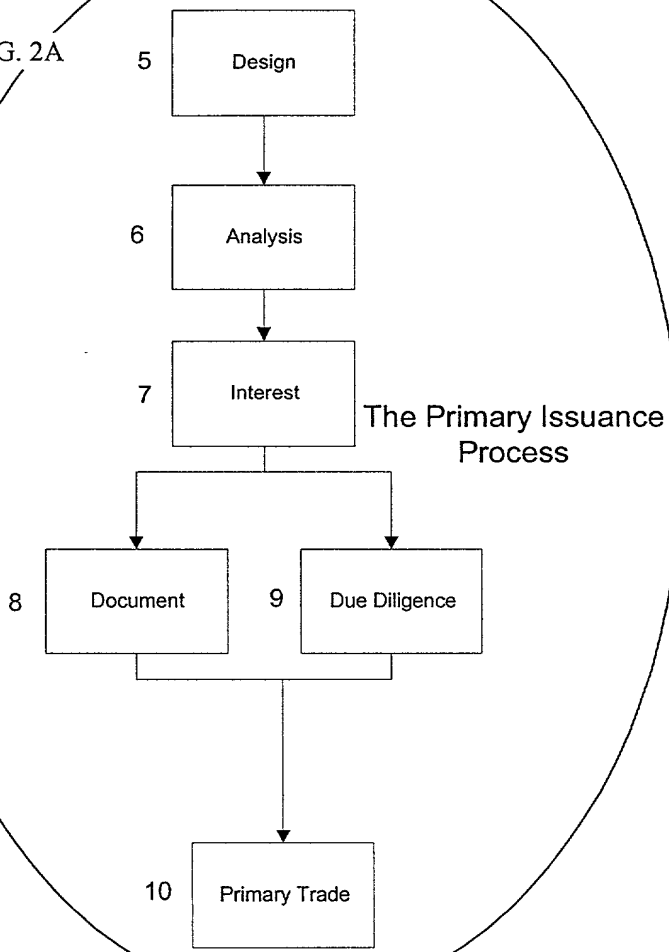 G. 2A
5
Design
6
Analysis
7
Interest
The Primary Issuance
Process
8
Document
9
Due Diligence
10
Primary Trade